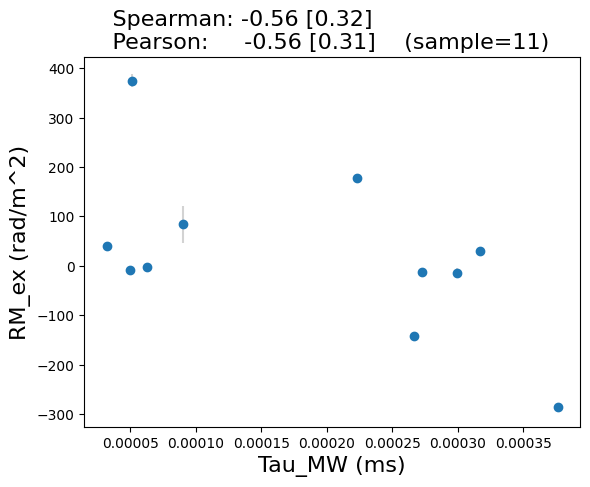 Spearman: -0.56 [0.32]
Pearson: -0.56 [0.31] (sample=11)
400
300
200
100
0
−100
−200
−300
RM_ex (rad/m^2)
0.00005 0.00010 0.00015 0.00020 0.00025 0.00030 0.00035
Tau_MW (ms)